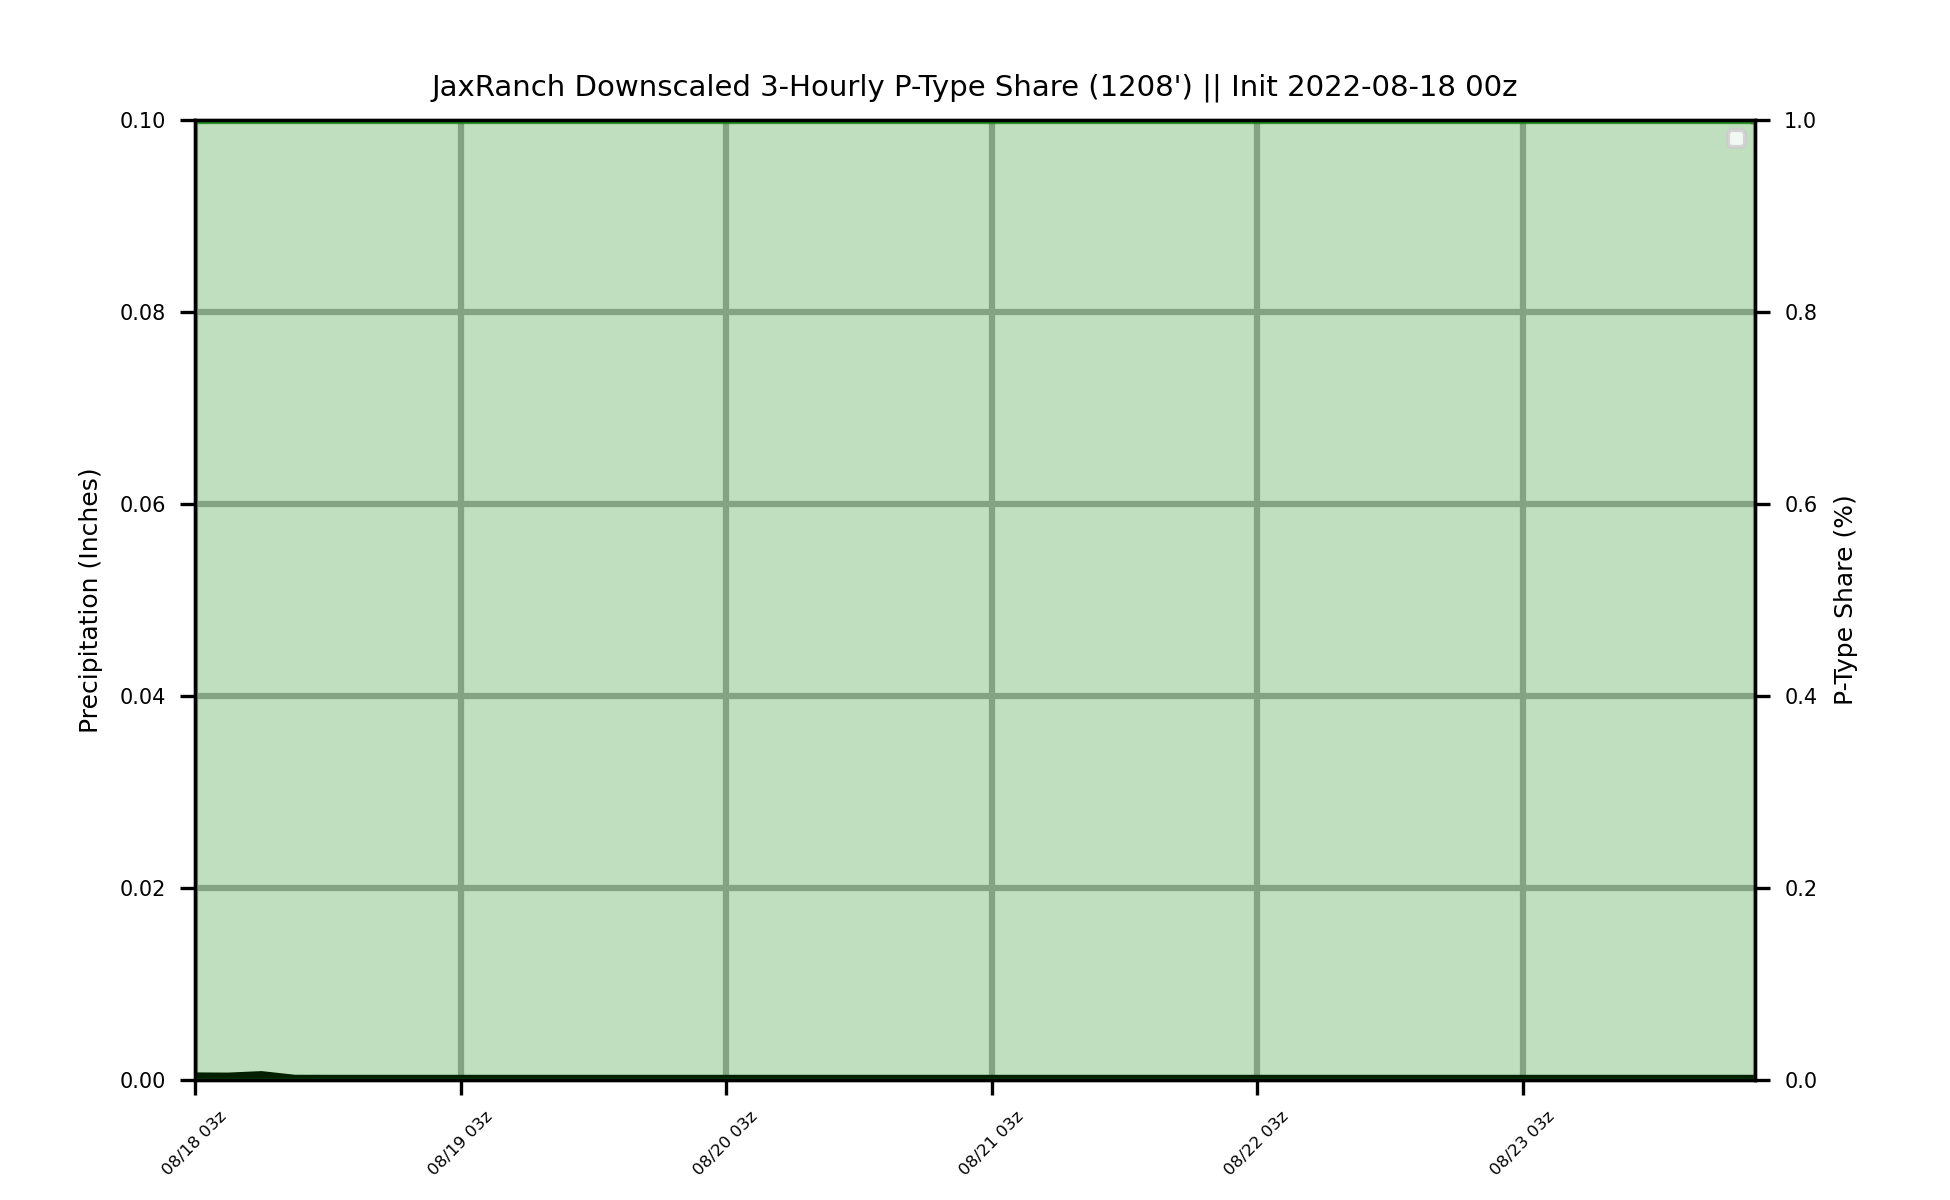 JaxRanch Downscaled 3-Hourly P-Type Share (1208') || Init 2022-08-18 00z
Precipitation (Inches)
0.10
0.08
0.06
0.04
0.02
0.00
1.0
0.8
0.6
0.4
0.2
0.0
P-Type Share (%)
08/18 03z
08/19 03z
08/20 03z
08/21 03z
08/22 03z
08/23 03z